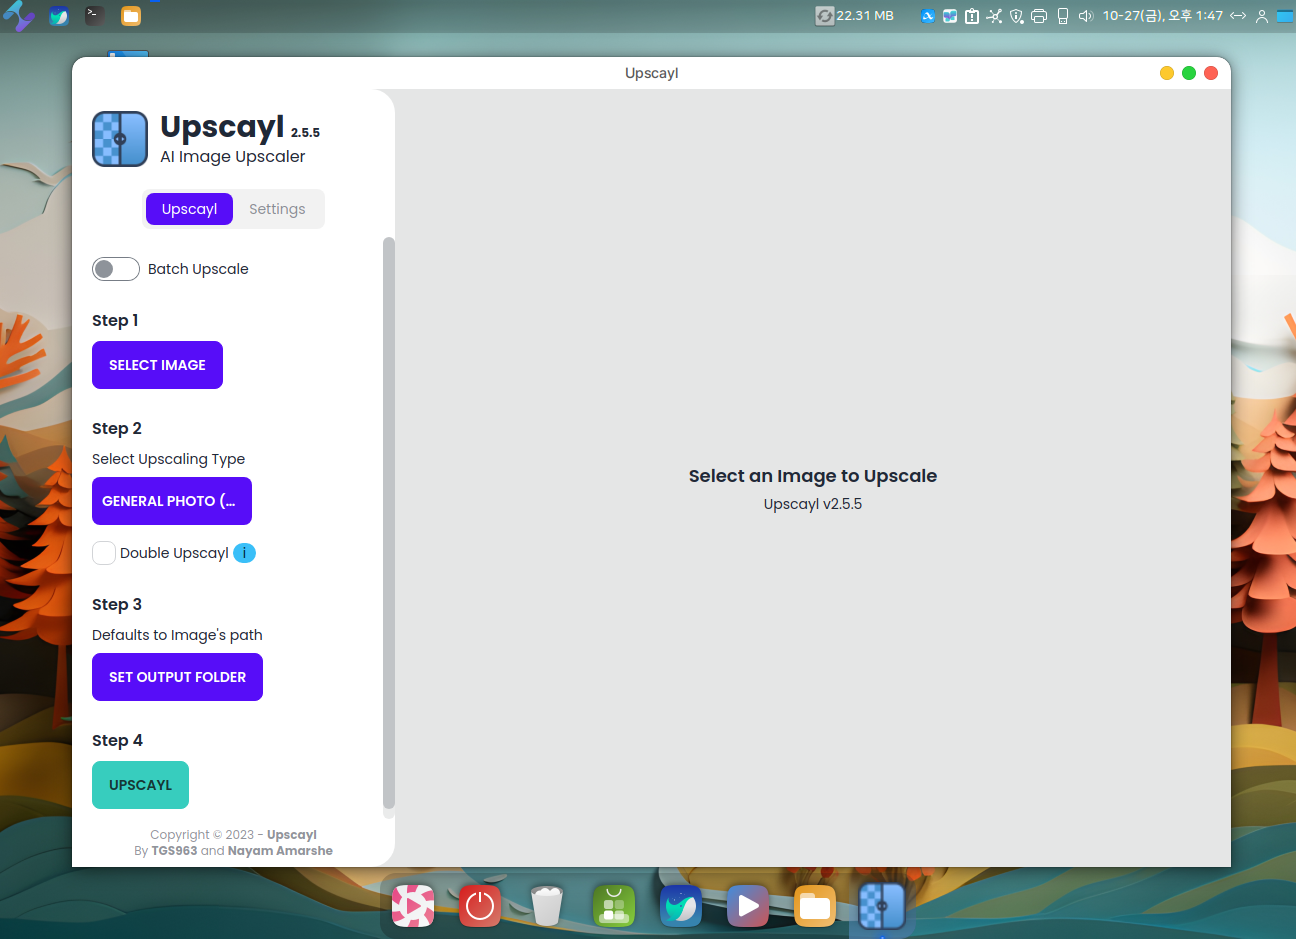 22.31 MB
10-27(금), 오후 1:47
Upscayl
Upscayl 2.5.5
AI Image Upscaler
Upscayl
Settings
Batch Upscale
Step 1
SELECT IMAGE
Step 2
Select Upscaling Type
GENERAL PHOTO (...
Double Upscayl i
Step 3
Defaults to Image's path
SET OUTPUT FOLDER
Step 4
UPSCAYL
Copyright © 2023 - Upscayl
By TGS963 and Nayam Amarshe
Select an Image to Upscale
Upscayl v2.5.5